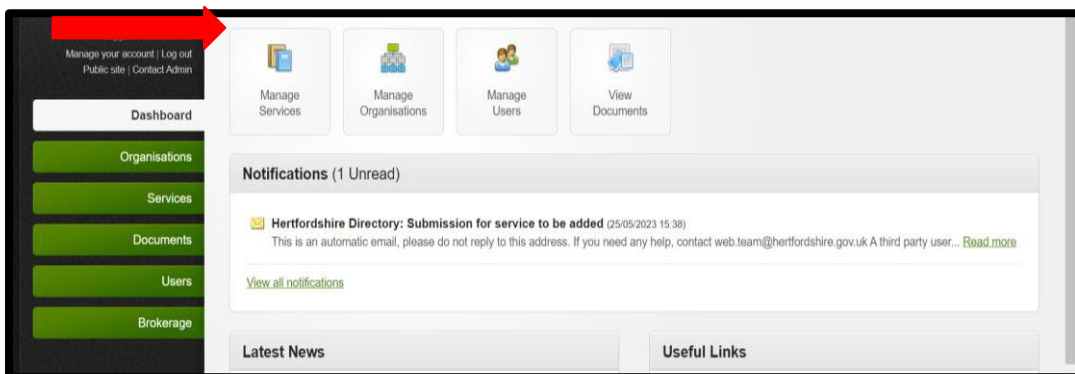 Manage your account | Log out
Public site | Contact Admin
Dashboard
Organisations
Services
Documents
Users
Brokerage
Manage
Services
Manage
Organisations
Manage
Users
View
Documents
Notifications (1 Unread)
Hertfordshire Directory: Submission for service to be added (25/05/2023 15:38)
This is an automatic email, please do not reply to this address. If you need any help, contact web.team@hertfordshire.gov.uk A third party user... Read more
View all notifications
Latest News
Useful Links